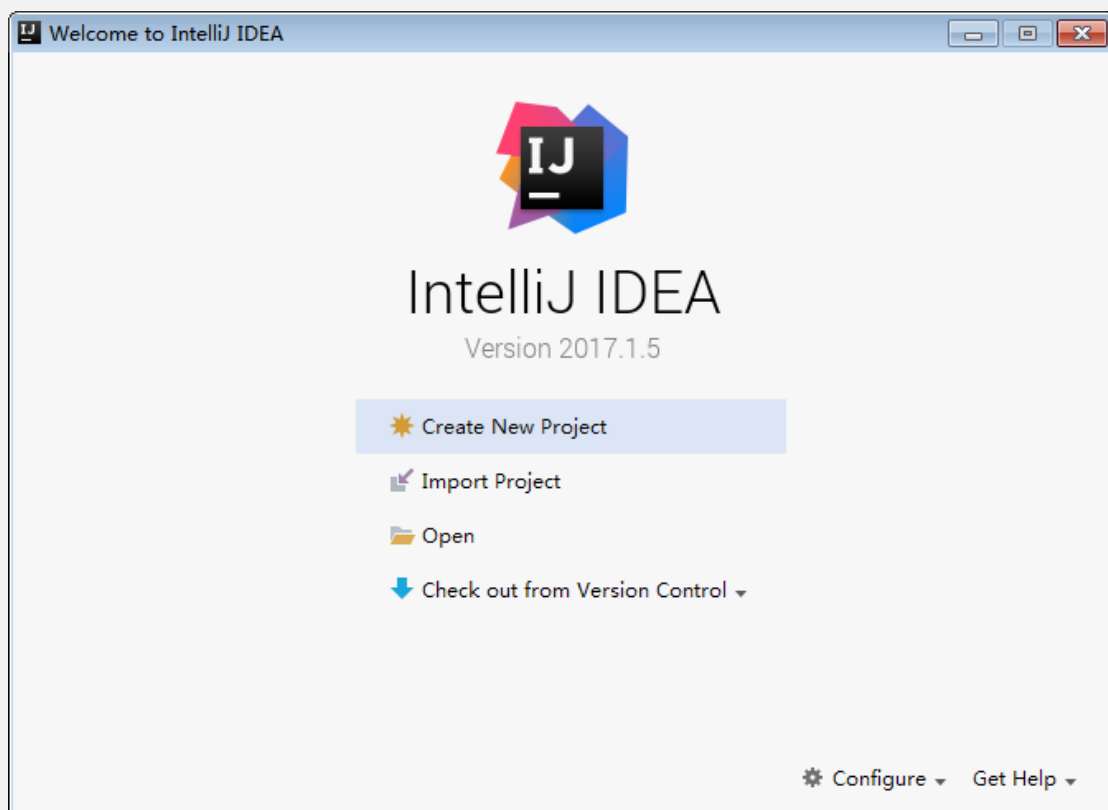 Welcome to IntelliJ IDEA
IJ
IntelliJ IDEA
Version 2017.1.5
Create New Project
Import Project
Open
Check out from Version Control
Configure
Get Help